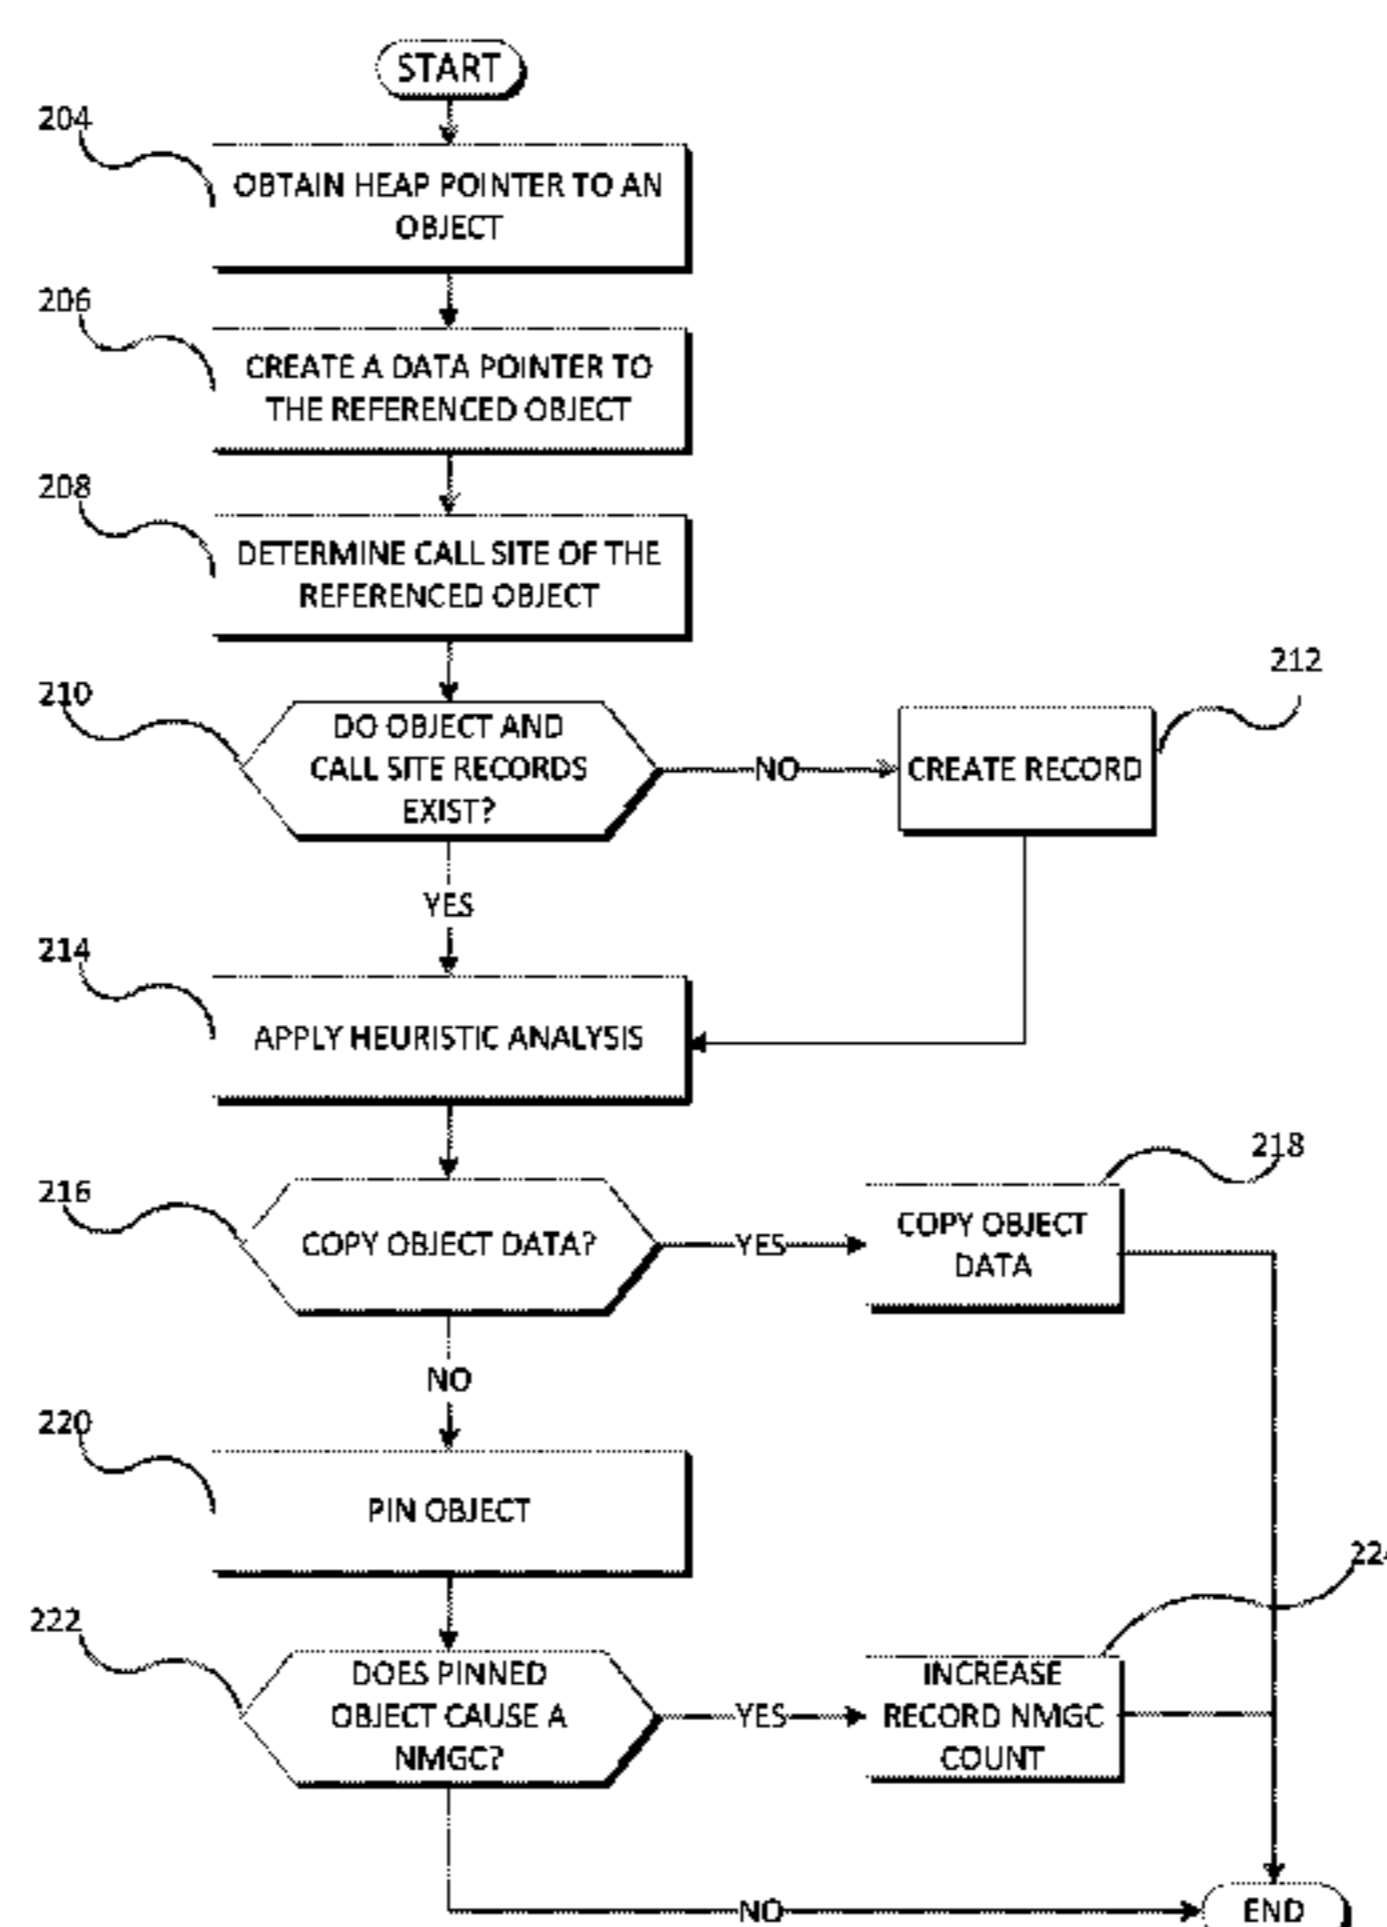 START
204
OBTAIN HEAP POINTER TO AN
OBJECT
206
CREATE A DATA POINTER TO
THE REFERENCED OBJECT
208
DETERMINE CALL SITE OF THE
REFERENCED OBJECT
210
DO OBJECT AND
CALL SITE RECORDS
EXIST?
NO
212
CREATE RECORD
YES
214
APPLY HEURISTIC ANALYSIS
216
COPY OBJECT DATA?
YES
218
COPY OBJECT
DATA
NO
220
PIN OBJECT
222
DOES PINNED
OBJECT CAUSE A
NMGC?
YES
INCREASE
RECORD NMGC
COUNT
NO
END